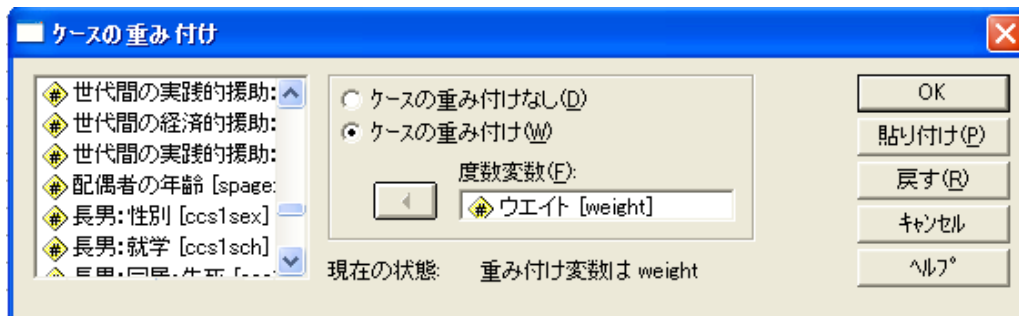 ケースの重み付け
世代間の実践的援助:
世代間の経済的援助:
世代間の実践的援助:
配偶者の年齢 [spage:
長男:性別 [ccs1sex]
長男:就学 [ccs1sch]
ケースの重み付けなし(D)
ケースの重み付け(W)
度数変数(F):
ウエイト [weight]
現在の状態: 重み付け変数は weight
OK
貼り付け(P)
戻す(R)
キャンセル
ヘルプ